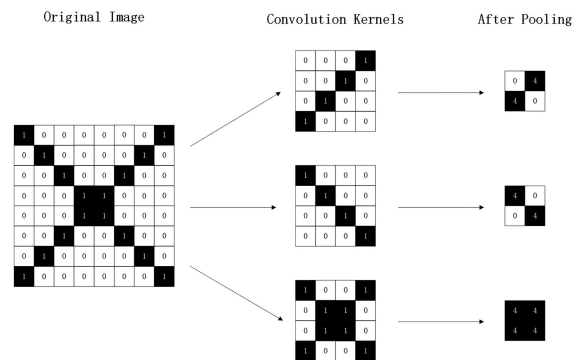 Original Image
Convolution Kernels
After Pooling
1 0 0 0 0 0 0 1
0 1 0 0 0 0 1 0
0 0 1 0 0 1 0 0
0 0 0 1 1 0 0 0
0 0 0 1 1 0 0 0
0 0 1 0 0 1 0 0
0 1 0 0 0 0 1 0
1 0 0 0 0 0 0 1
0 0 0 1
0 0 1 0
0 1 0 0
1 0 0 0
0 4
4 0
1 0 0 0
0 1 0 0
0 0 1 0
0 0 0 1
4 0
0 4
1 0 0 1
0 1 1 0
0 1 1 0
1 0 0 1
4 4
4 4